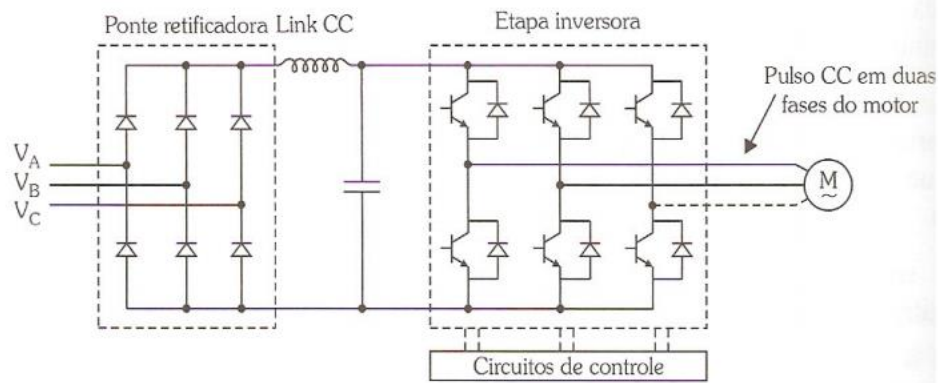 Ponte retificadora Link CC
Etapa inversora
Pulso CC em duas
fases do motor
V_A
V_B
V_C
M
~
Circuitos de controle